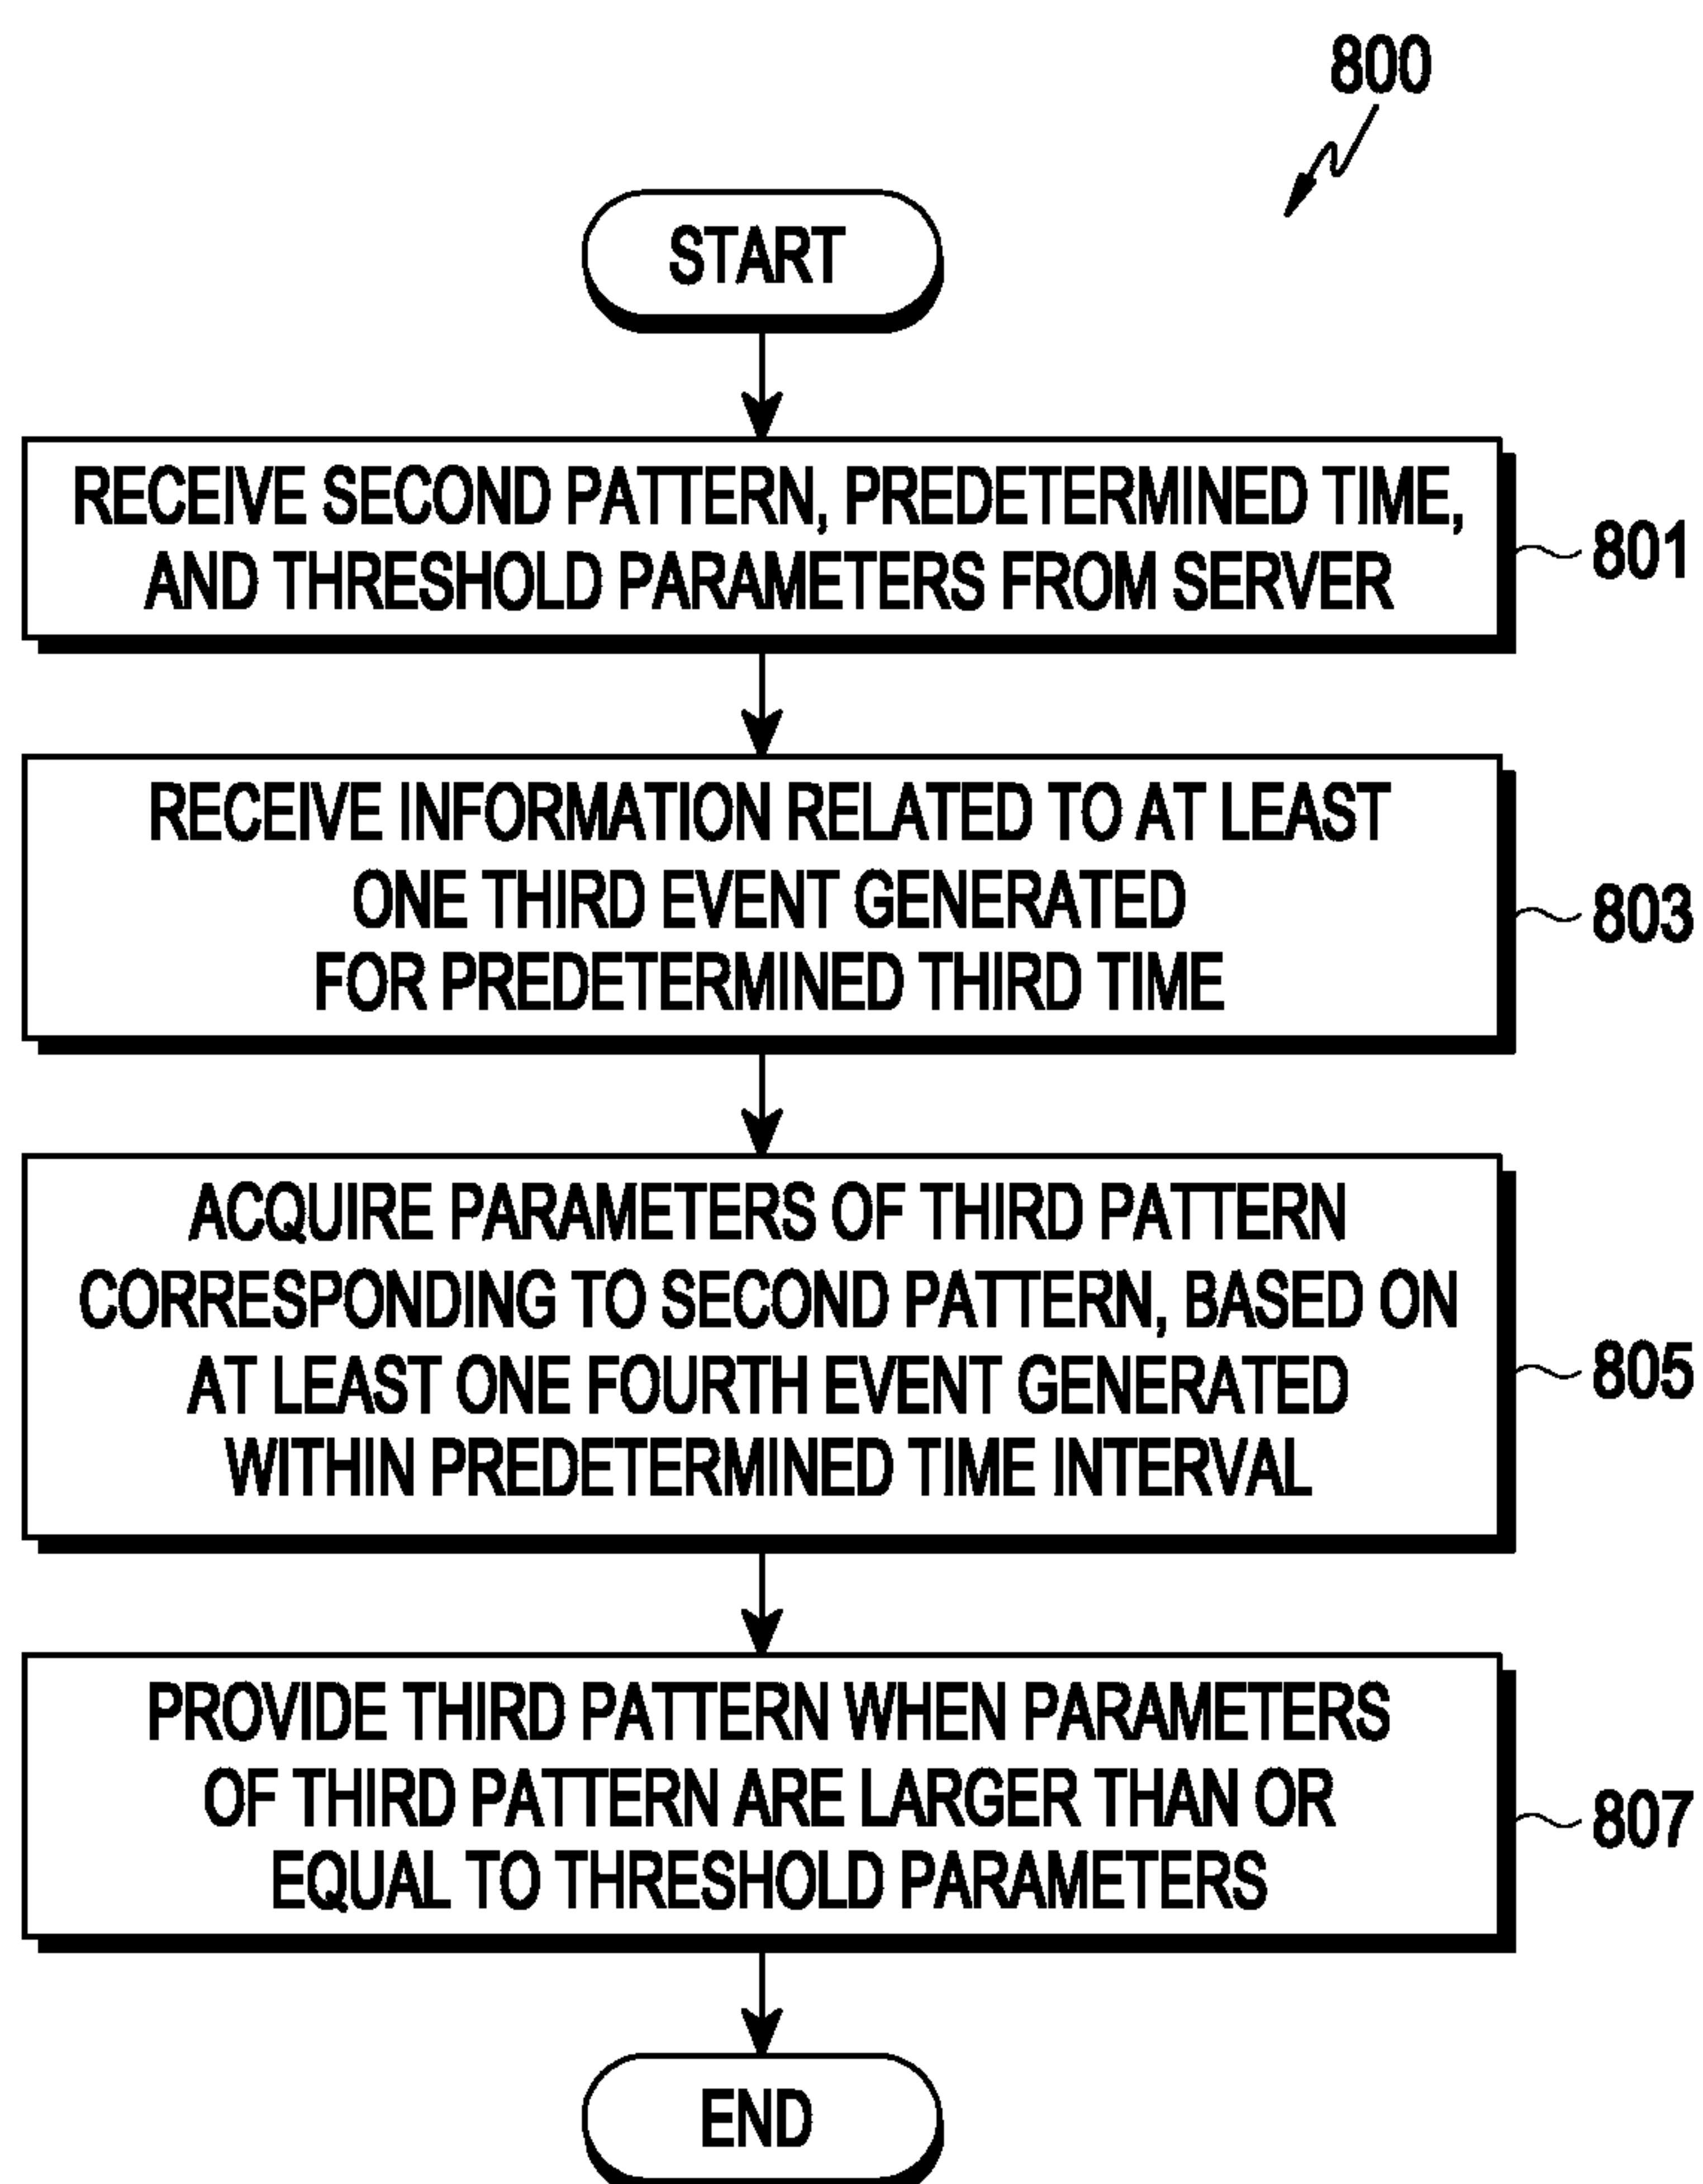 800
START
RECEIVE SECOND PATTERN, PREDETERMINED TIME,
AND THRESHOLD PARAMETERS FROM SERVER
801
RECEIVE INFORMATION RELATED TO AT LEAST
ONE THIRD EVENT GENERATED
FOR PREDETERMINED THIRD TIME
803
ACQUIRE PARAMETERS OF THIRD PATTERN
CORRESPONDING TO SECOND PATTERN, BASED ON
AT LEAST ONE FOURTH EVENT GENERATED
WITHIN PREDETERMINED TIME INTERVAL
805
PROVIDE THIRD PATTERN WHEN PARAMETERS
OF THIRD PATTERN ARE LARGER THAN OR
EQUAL TO THRESHOLD PARAMETERS
807
END